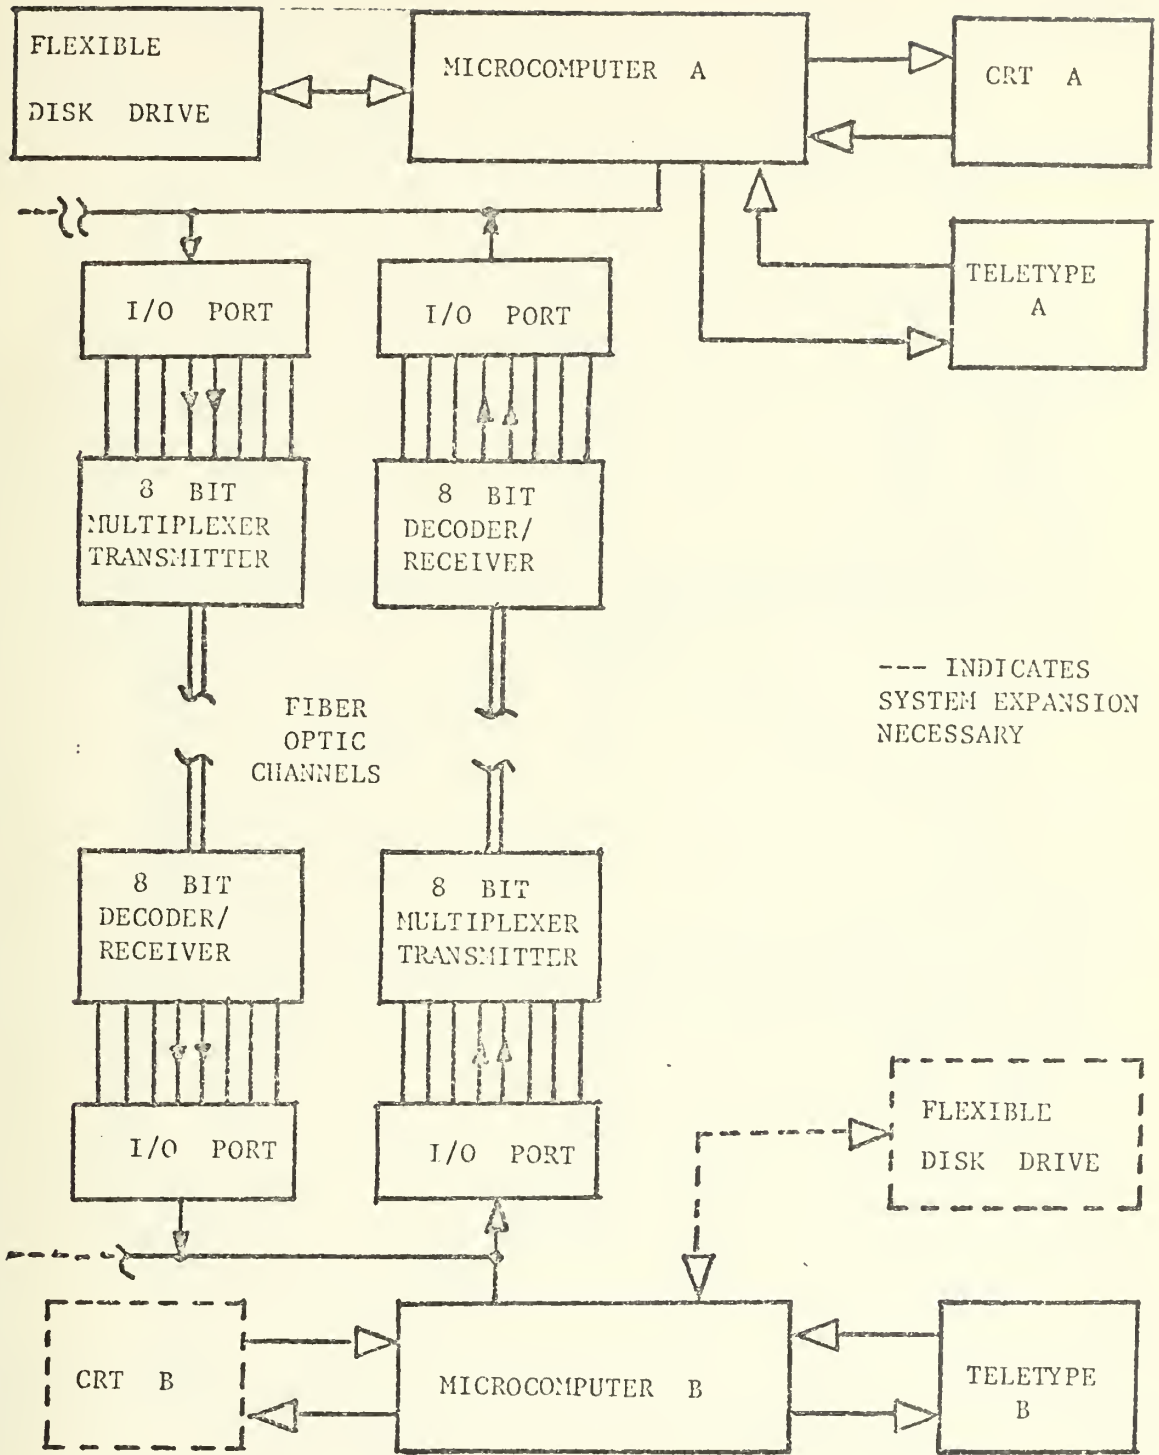 FLEXIBLE
DISK DRIVE
MICROCOMPUTER A
CRT A
TELETYPE
A
I/O PORT
I/O PORT
8 BIT
MULTIPLEXER
TRANSMITTER
8 BIT
DECODER/
RECEIVER
FIBER
OPTIC
CHANNELS
--- INDICATES
SYSTEM EXPANSION
NECESSARY
8 BIT
DECODER/
RECEIVER
8 BIT
MULTIPLEXER
TRANSMITTER
I/O PORT
I/O PORT
FLEXIBLE
DISK DRIVE
CRT B
MICROCOMPUTER B
TELETYPE
B